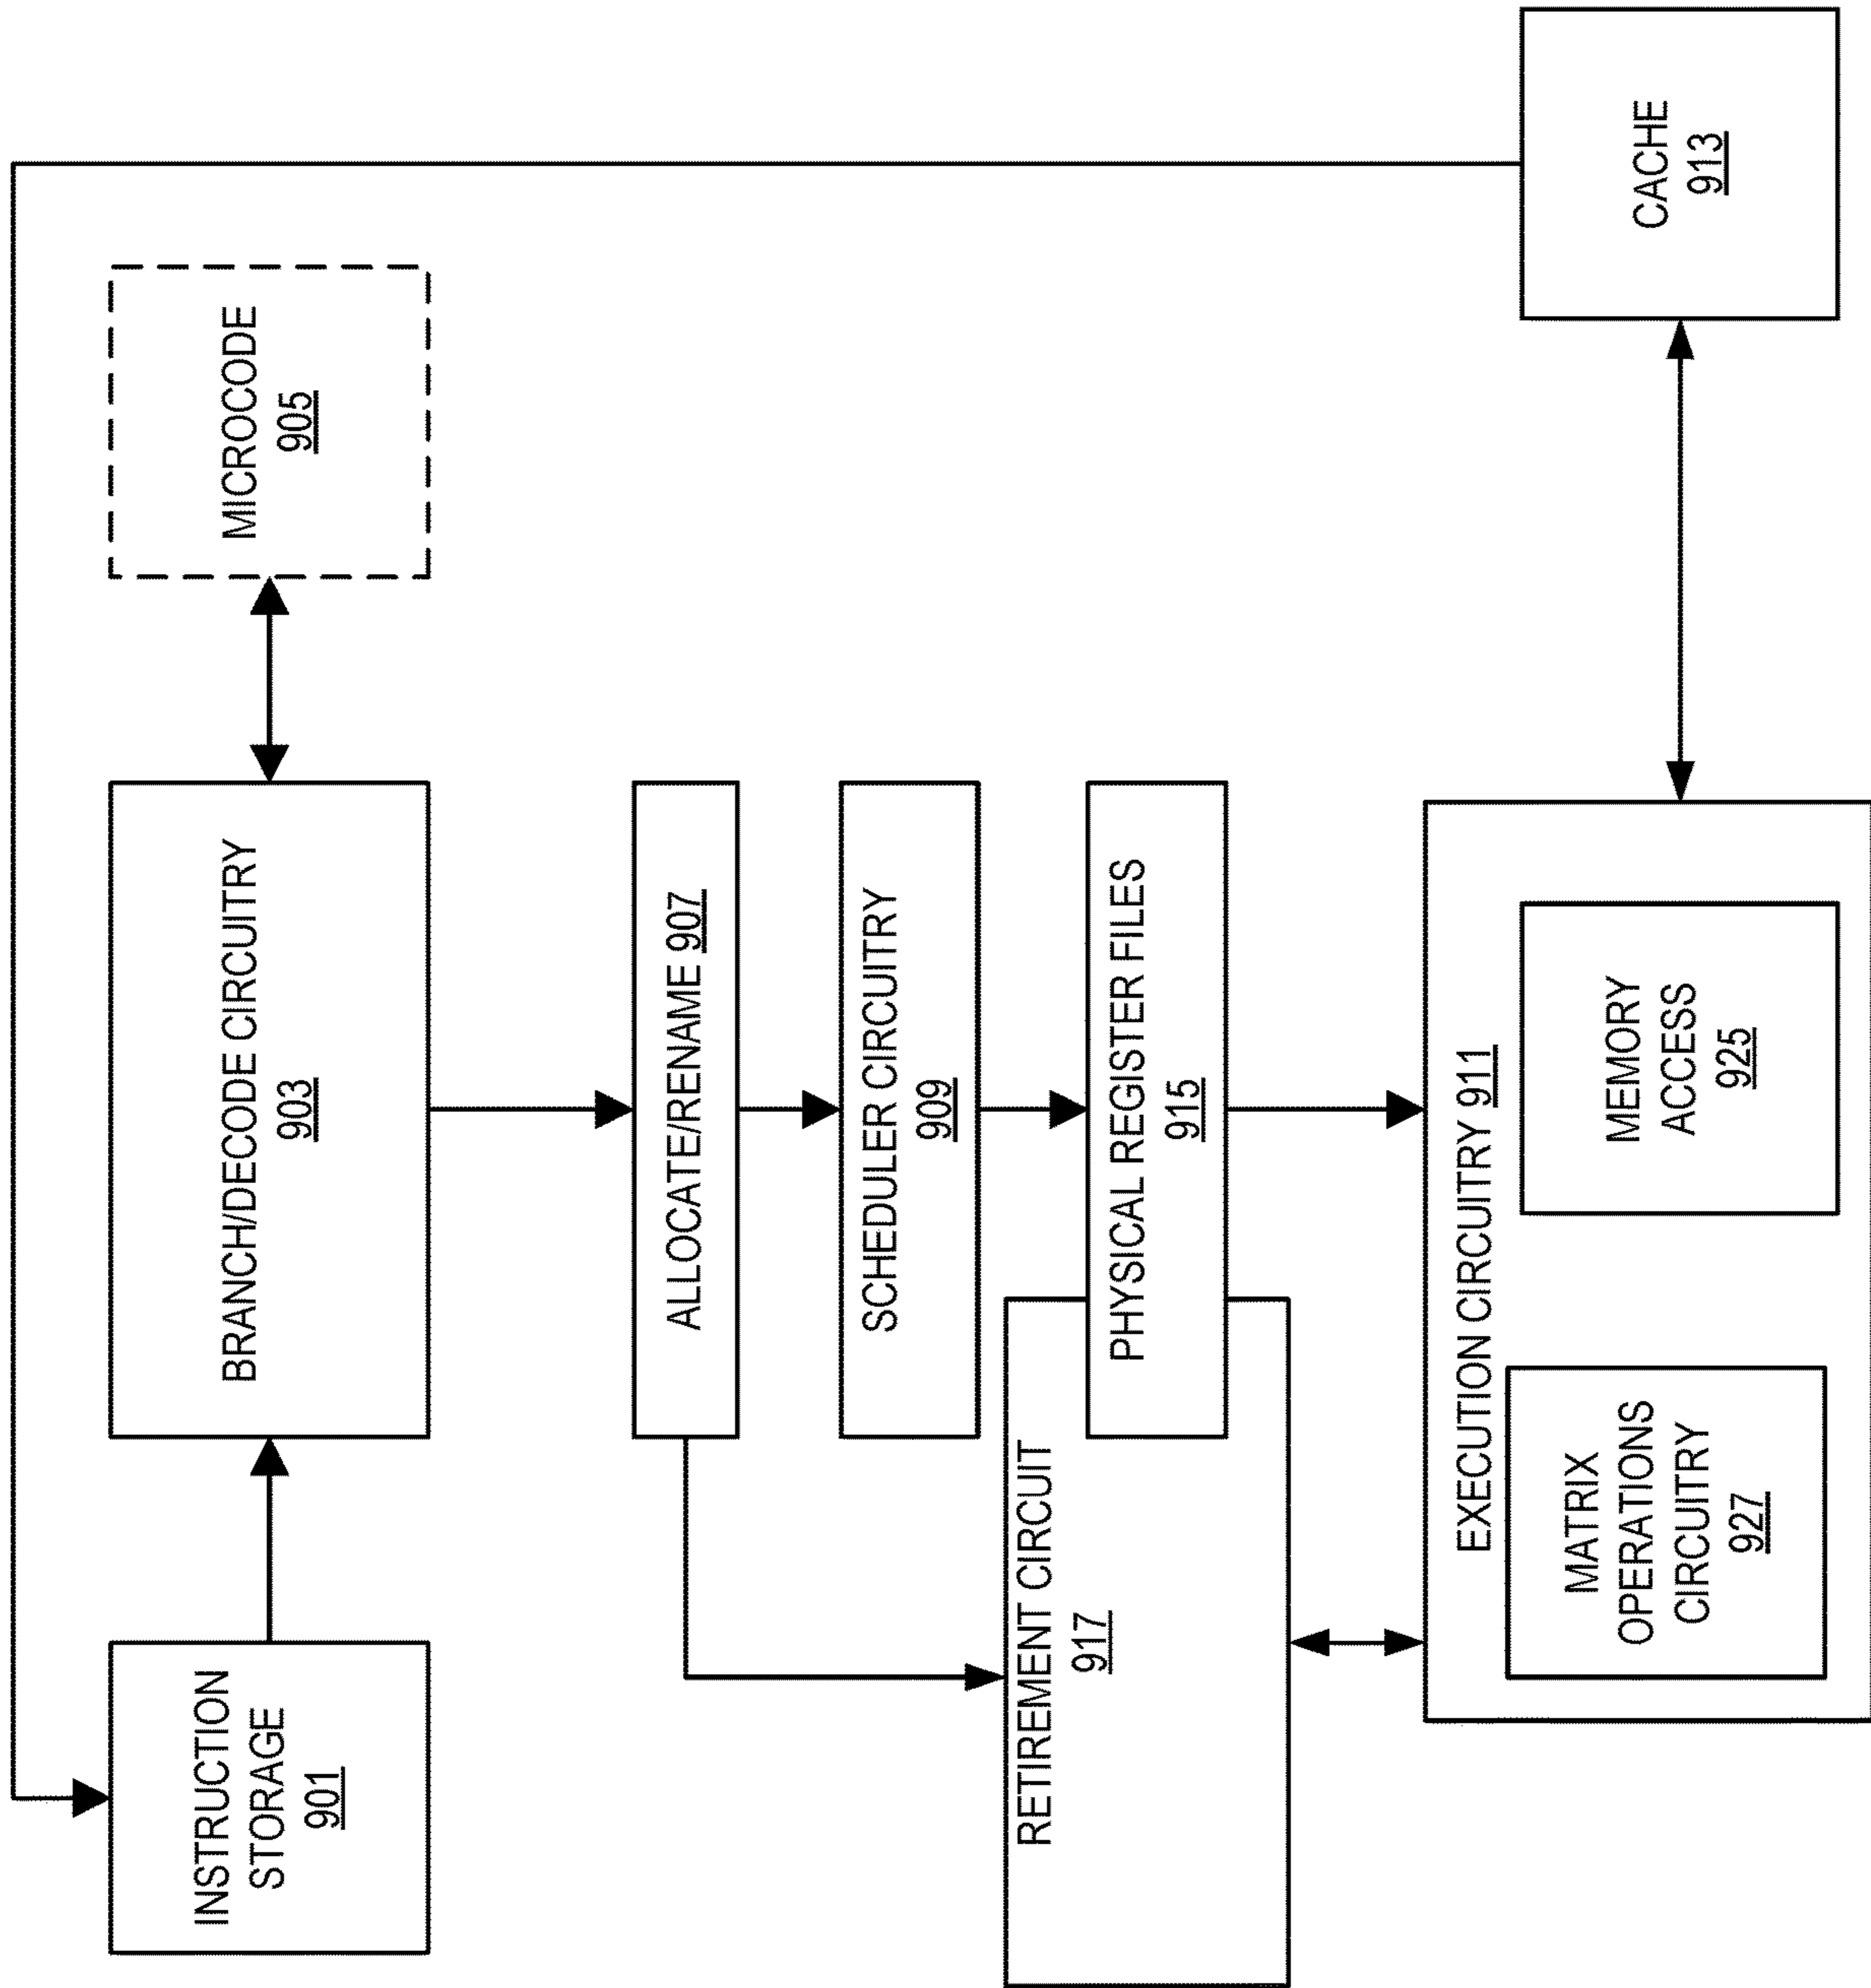 INSTRUCTION
STORAGE
901
BRANCH/DECODE CIRCUITRY
903
MICROCODE
905
ALLOCATE/RENAME 907
SCHEDULER CIRCUITRY
909
RETIREMENT CIRCUIT
917
PHYSICAL REGISTER FILES
915
EXECUTION CIRCUITRY 911
MATRIX
OPERATIONS
CIRCUITRY
927
MEMORY
ACCESS
925
CACHE
913